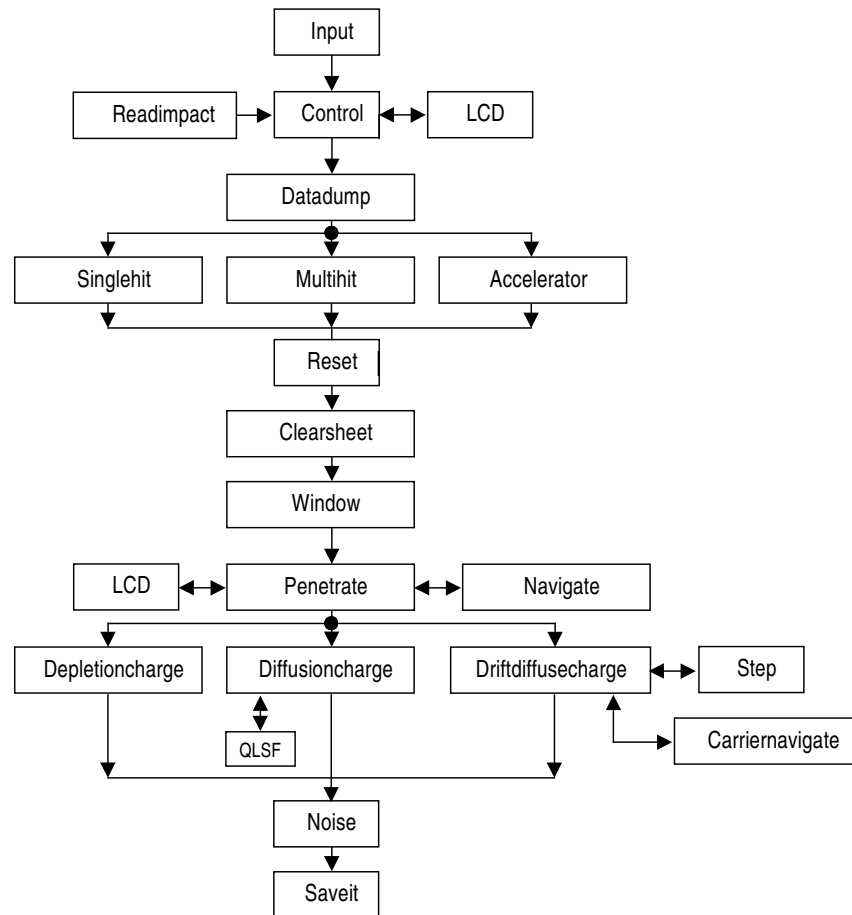 Input
Readimpact
Control
LCD
Datadump
Singlehit
Multihit
Accelerator
Reset
Clearsheet
Window
LCD
Penetrate
Navigate
Depletioncharge
Diffusioncharge
Driftdiffusecharge
Step
QLSF
Carriernavigate
Noise
Saveit